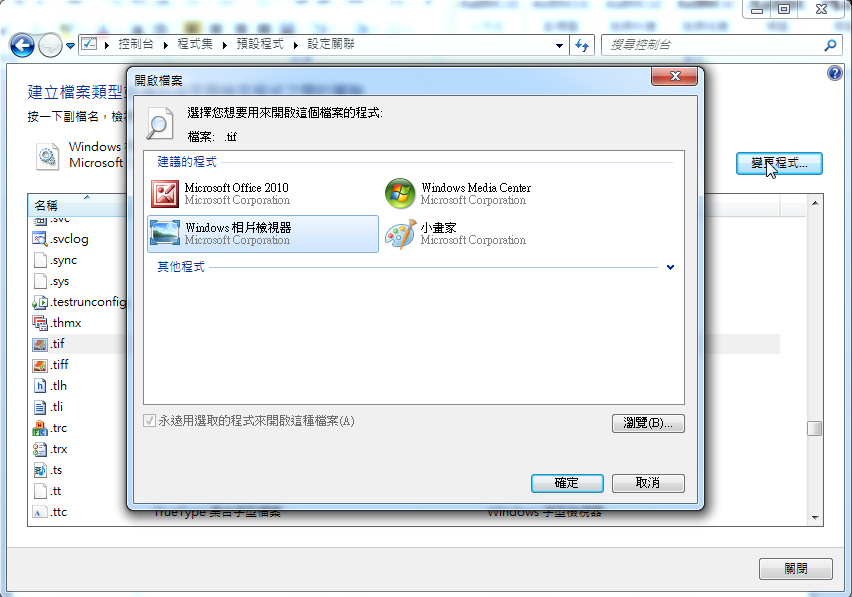 控制台 程式集 預設程式 設定關聯
搜尋控制台
建立檔案類型
按一下副檔名，
Windows
Microsoft
變更程式...
名稱
.svc
.svclog
.sync
.sys
.testrunconfig
.thmx
.tif
.tiff
.tlh
.tli
.trc
.trx
.ts
.tt
.ttc
TrueType 集合字型檔案
Windows 字型檢視器
關閉
開啟檔案
選擇您想要用來開啟這個檔案的程式:
檔案: .tif
建議的程式
Microsoft Office 2010
Microsoft Corporation
Windows Media Center
Microsoft Corporation
Windows 相片檢視器
Microsoft Corporation
小畫家
Microsoft Corporation
其他程式
永遠用選取的程式來開啟這種檔案(A)
瀏覽(B)...
確定
取消